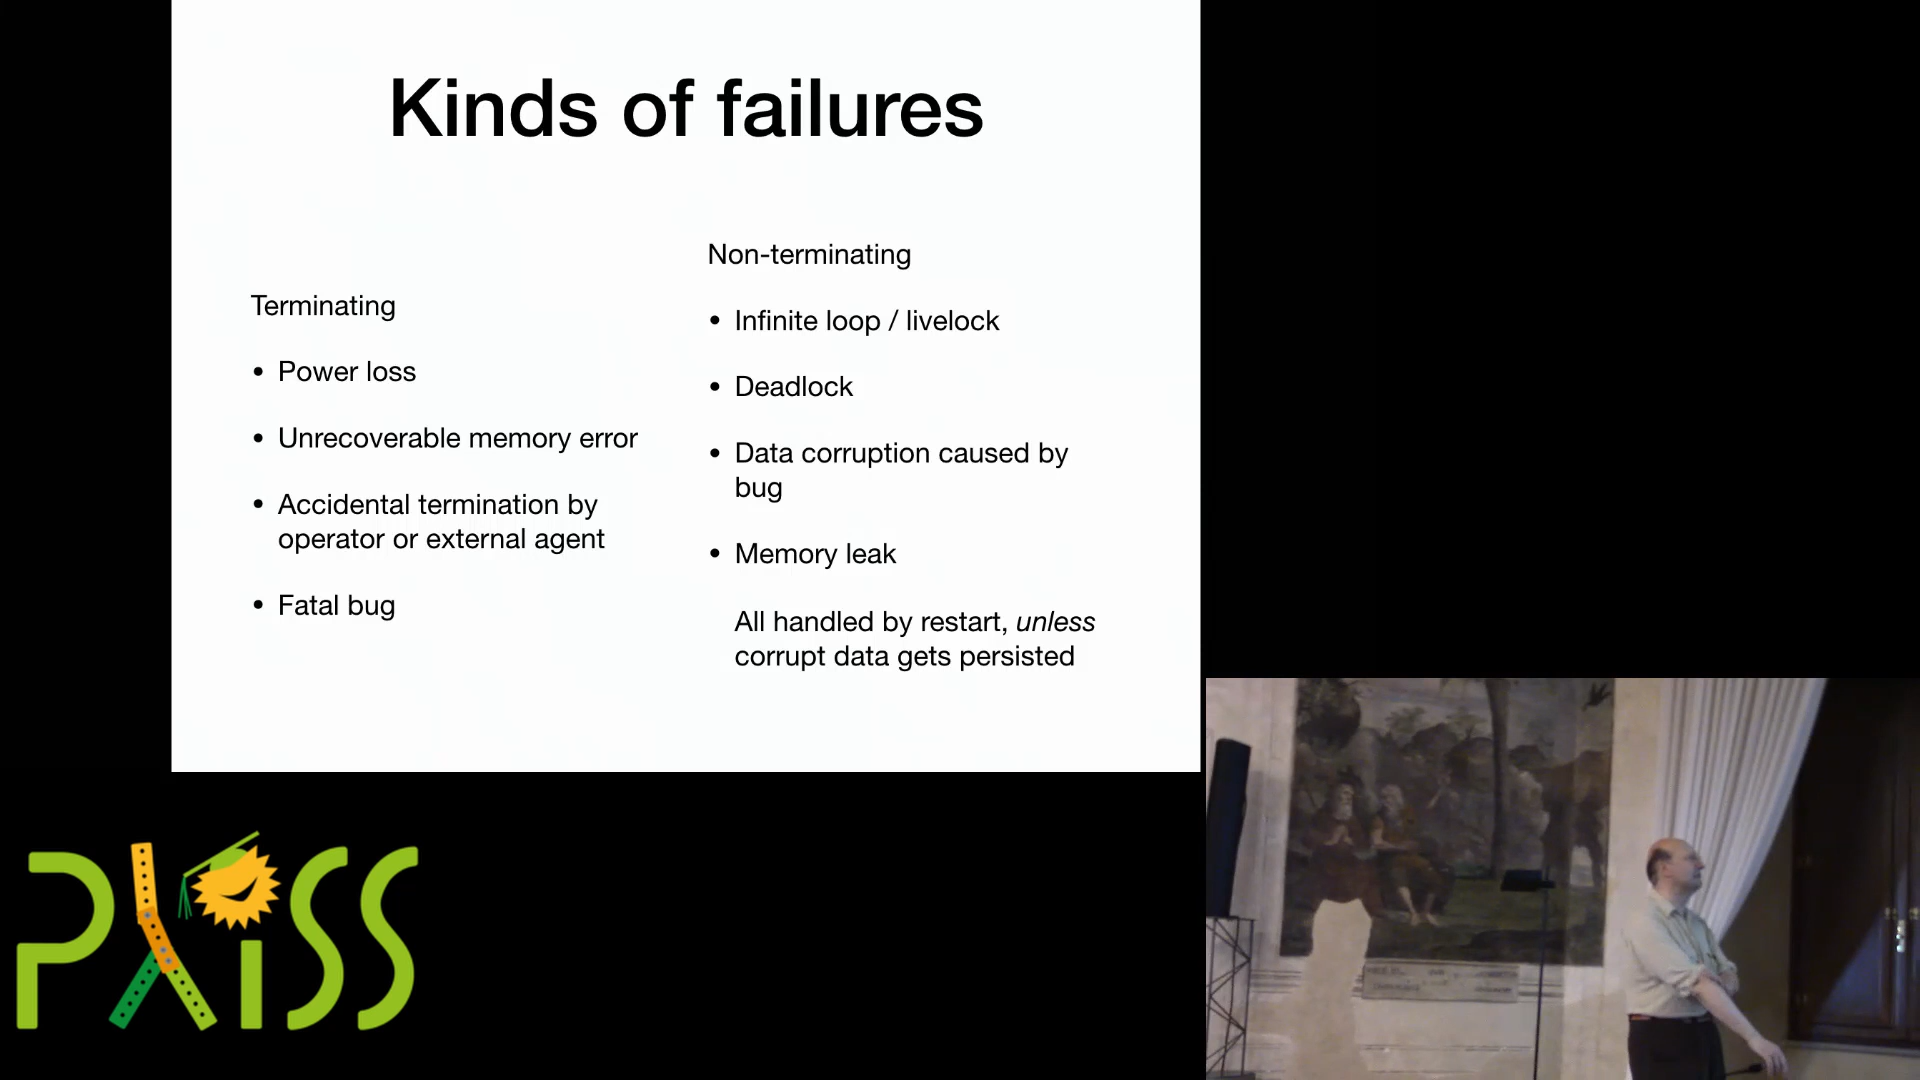 Kinds of failures
Terminating
• Power loss
• Unrecoverable memory error
• Accidental termination by
operator or external agent
• Fatal bug
Non-terminating
• Infinite loop / livelock
• Deadlock
• Data corruption caused by
bug
• Memory leak
All handled by restart, unless
corrupt data gets persisted
PλiSS